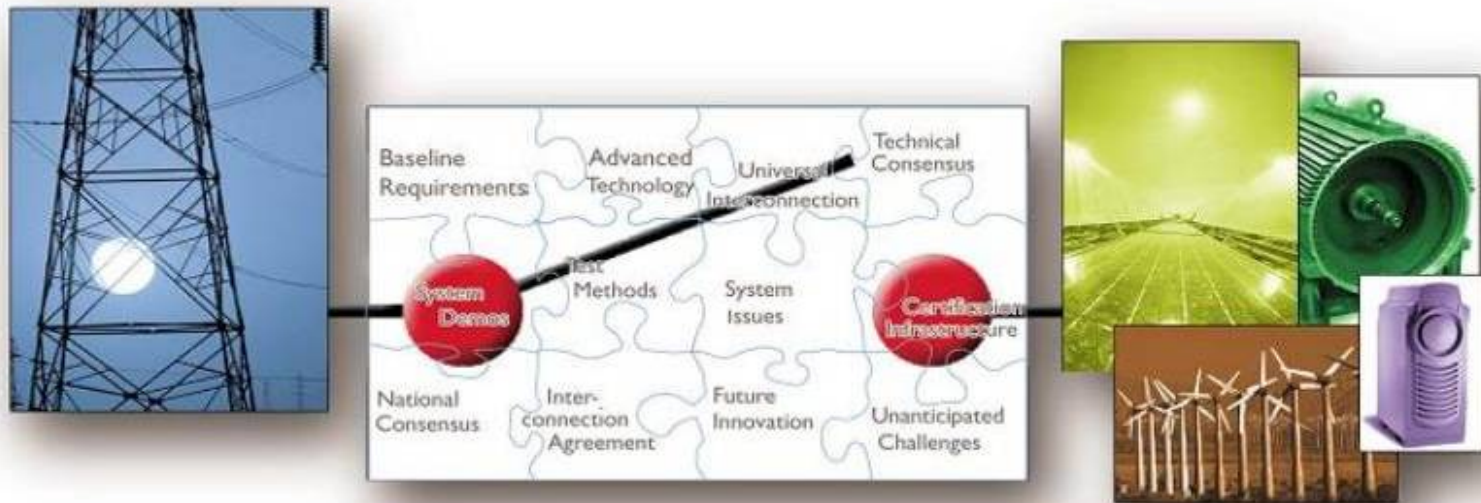 Baseline
Requirements
Advanced
Technology
Universal
Interconnection
Technical
Consensus
System
Demos
Test
Methods
System
Issues
Certification
Infrastructure
National
Consensus
Inter-
connection
Agreement
Future
Innovation
Unanticipated
Challenges